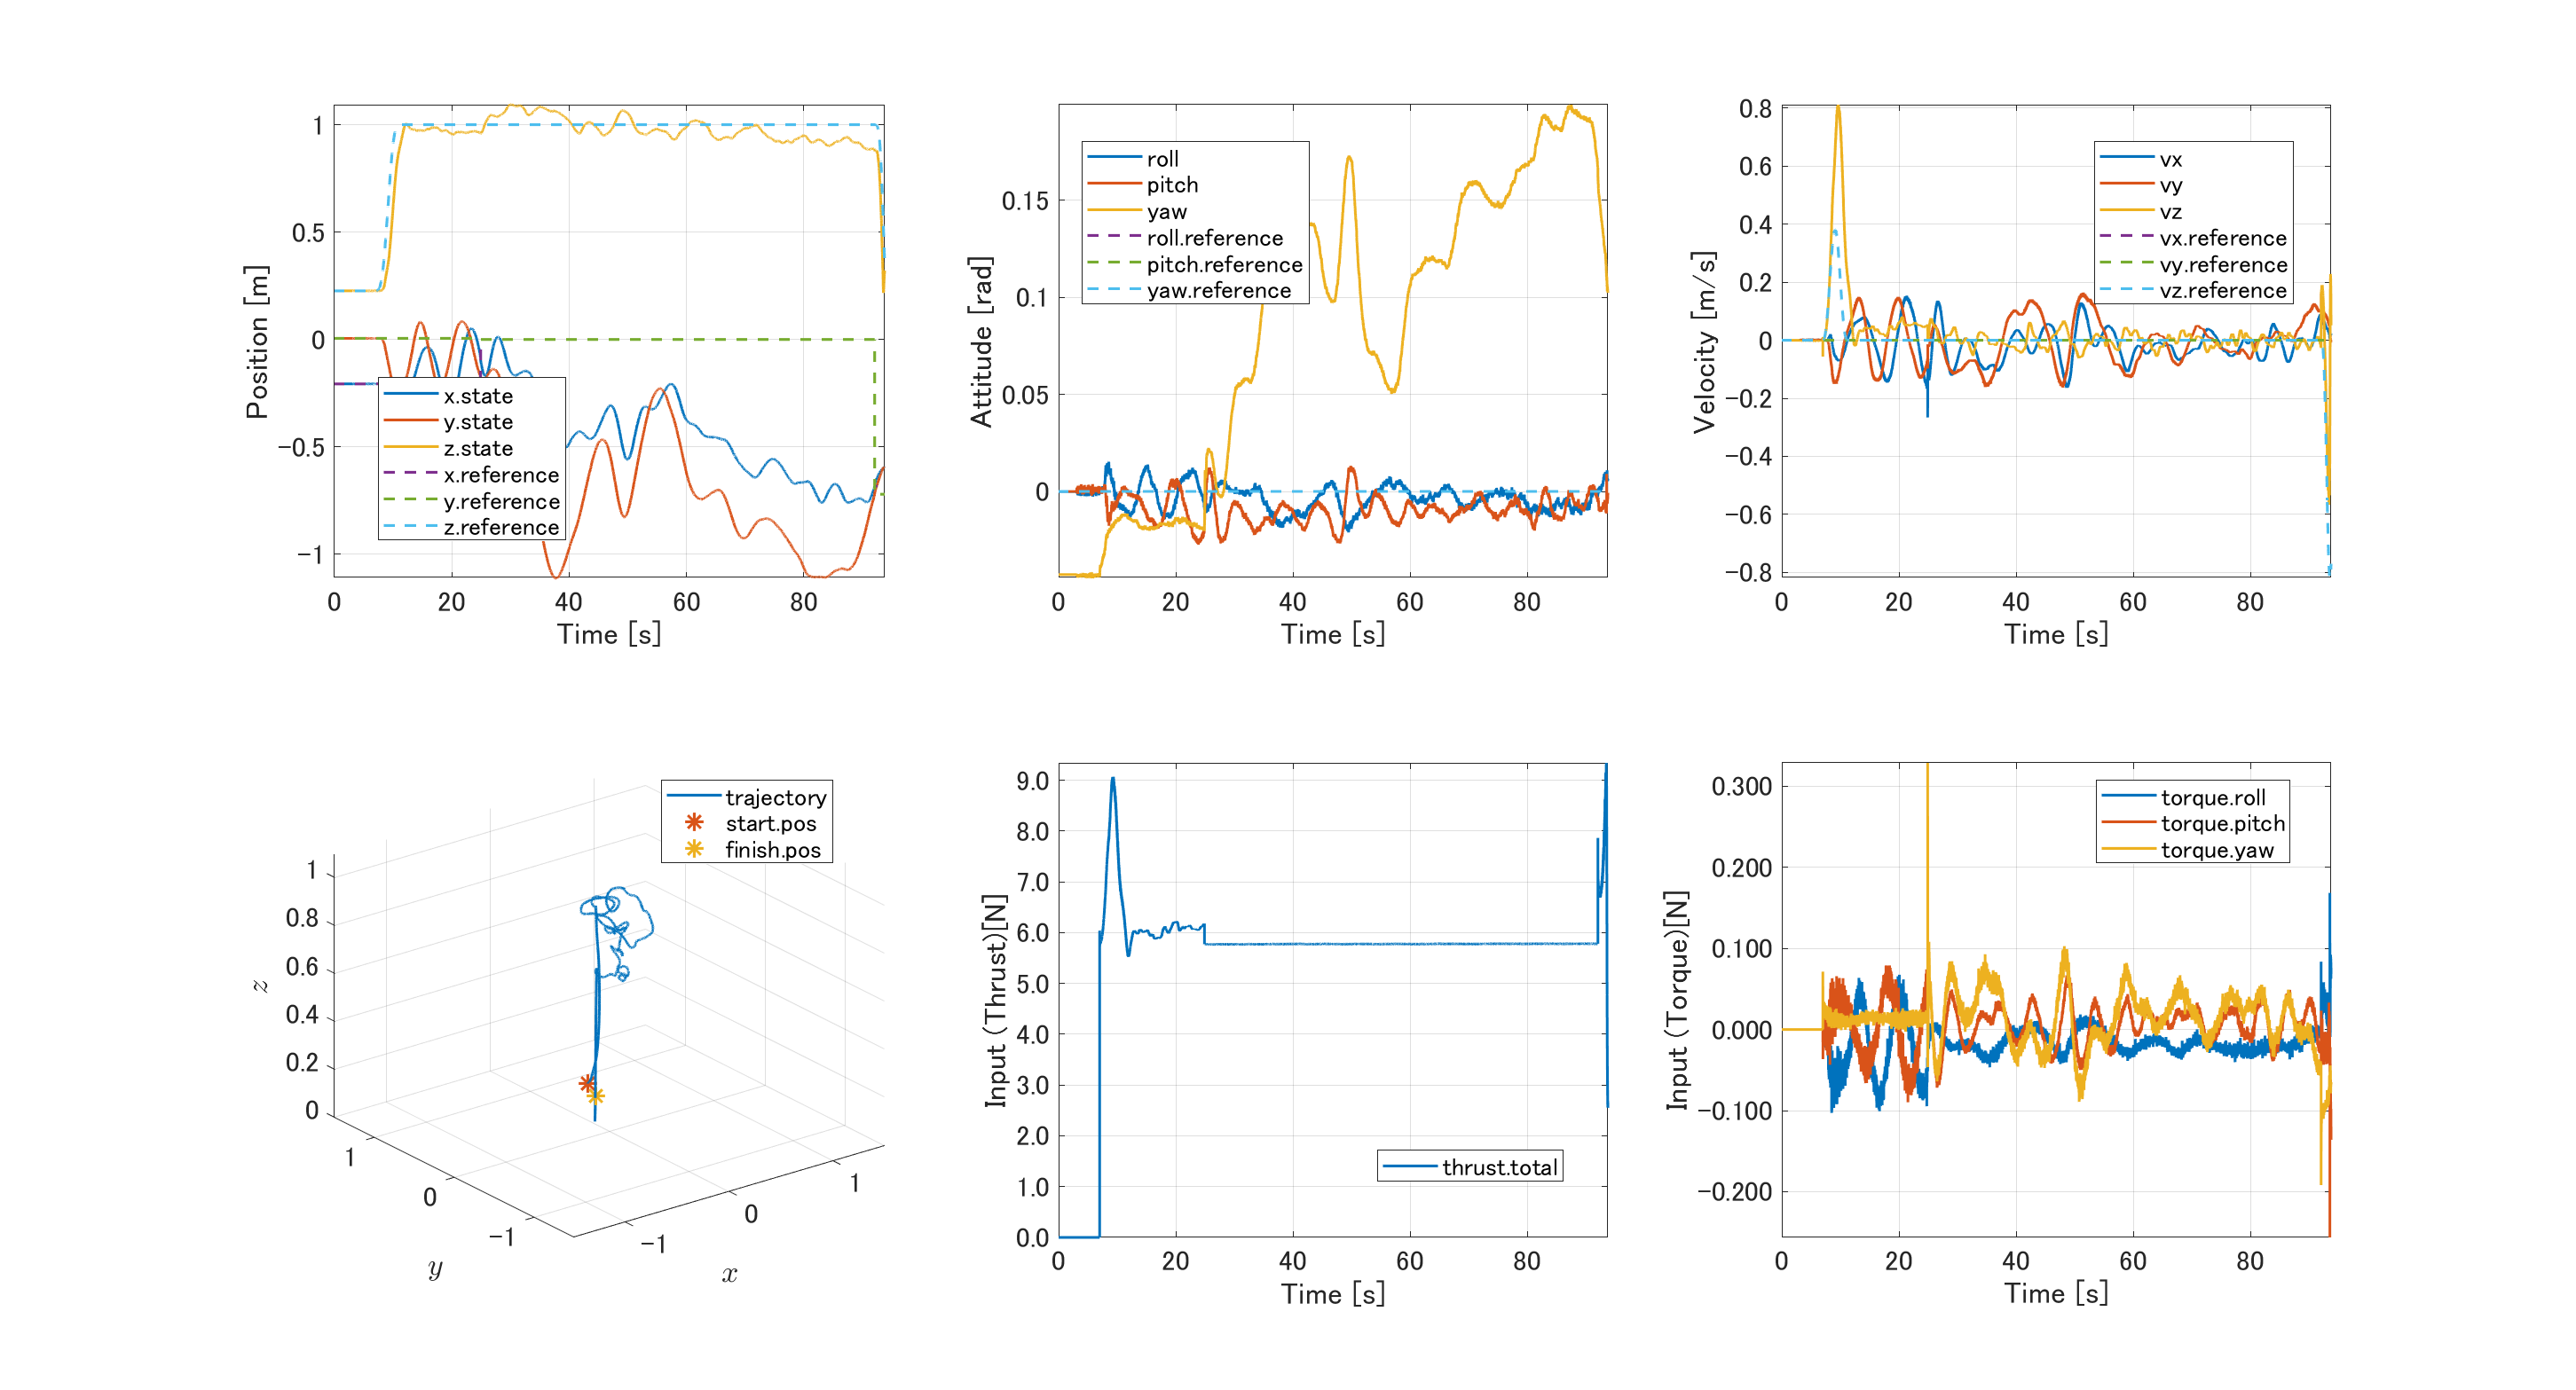 1
0.5
0
−0.5
−1
Position [m]
0
20
40
60
80
Time [s]
x.state
y.state
z.state
x.reference
y.reference
z.reference
0.15
0.1
0.05
0
Attitude [rad]
0
20
40
60
80
Time [s]
roll
pitch
yaw
roll.reference
pitch.reference
yaw.reference
0.8
0.6
0.4
0.2
0
−0.2
−0.4
−0.6
−0.8
Velocity [m/s]
0
20
40
60
80
Time [s]
vx
vy
vz
vx.reference
vy.reference
vz.reference
1
0.8
0.6
0.4
0.2
0
z
1
0
−1
y
−1
0
1
x
trajectory
start.pos
finish.pos
9.0
8.0
7.0
6.0
5.0
4.0
3.0
2.0
1.0
0.0
Input (Thrust)[N]
0
20
40
60
80
Time [s]
thrust.total
0.300
0.200
0.100
0.000
−0.100
−0.200
Input (Torque)[N]
0
20
40
60
80
Time [s]
torque.roll
torque.pitch
torque.yaw